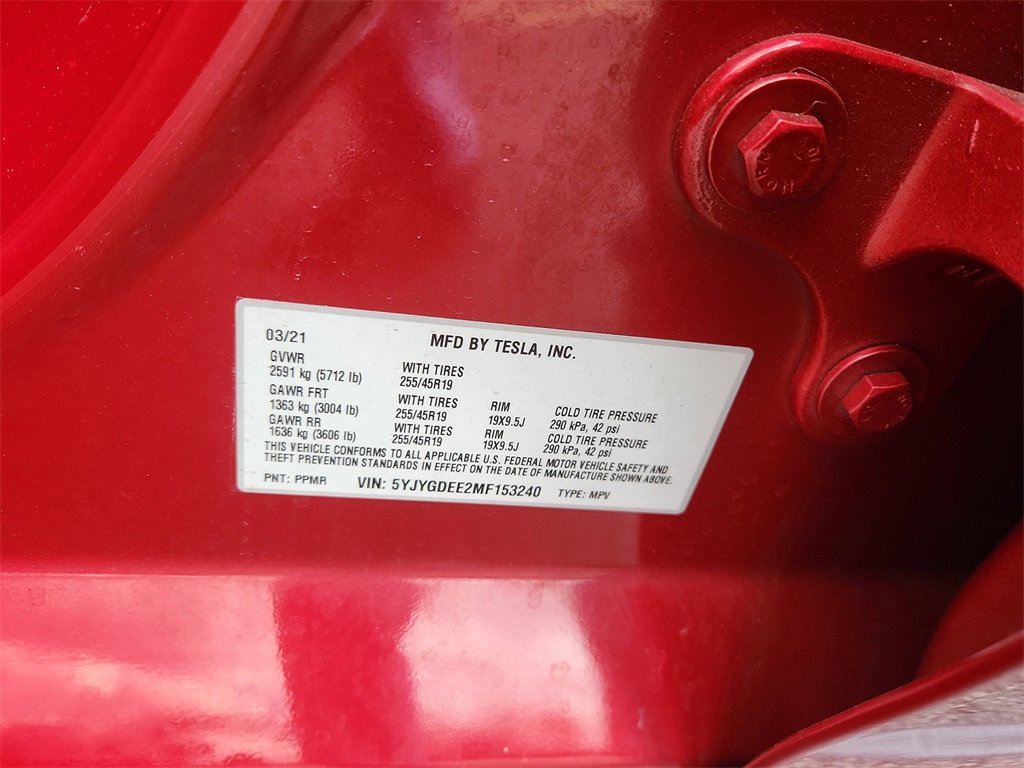 03/21 MFD BY TESLA, INC.
GVWR
2591 kg (5712 lb) WITH TIRES
255/45R19
GAWR FRT
1363 kg (3004 lb) WITH TIRES RIM COLD TIRE PRESSURE
255/45R19 19X9.5J 290 kPa, 42 psi
GAWR RR
1636 kg (3606 lb) WITH TIRES RIM COLD TIRE PRESSURE
255/45R19 19X9.5J 290 kPa, 42 psi
THIS VEHICLE CONFORMS TO ALL APPLICABLE U.S. FEDERAL MOTOR VEHICLE SAFETY AND
THEFT PREVENTION STANDARDS IN EFFECT ON THE DATE OF MANUFACTURE SHOWN ABOVE.
PNT: PPMR VIN: 5YJYGDEE2MF153240 TYPE: MPV